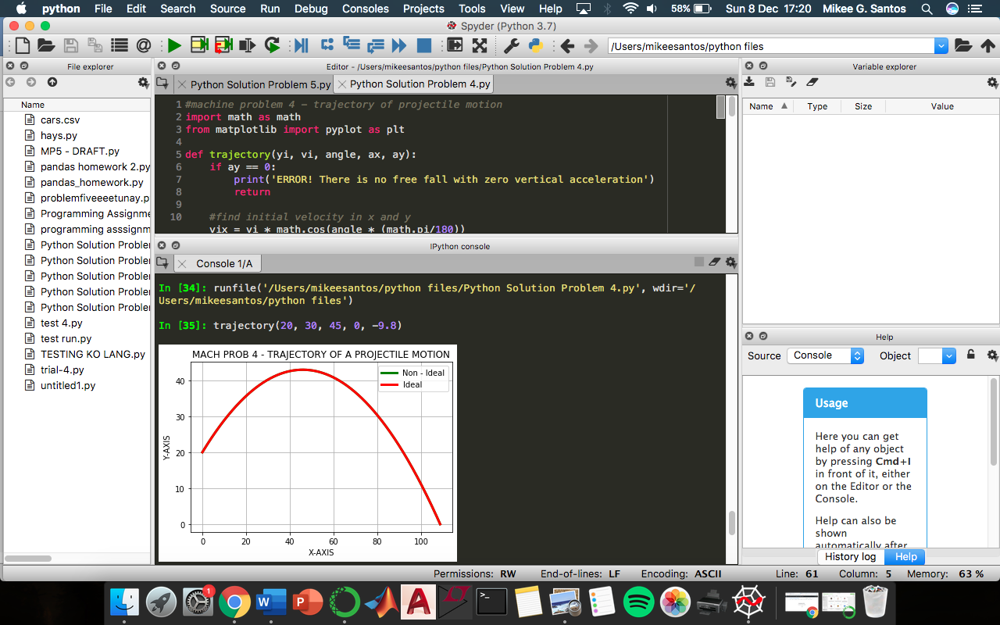 python File Edit Search Source Run Debug Consoles Projects Tools View Help 58% Sun 8 Dec 17:20 Mikee G. Santos
Spyder (Python 3.7)
/Users/mikeesantos/python files
File explorer
Name
cars.csv
hays.py
MP5 - DRAFT.py
pandas homework 2.py
pandas_homework.py
problemfiveeeetunay.p
Programming Assignme
programming asssignm
Python Solution Probler
Python Solution Probler
Python Solution Probler
Python Solution Probler
Python Solution Probler
test 4.py
test run.py
TESTING KO LANG.py
trial-4.py
untitled1.py
Editor - /Users/mikeesantos/python files/Python Solution Problem 4.py
Python Solution Problem 5.py Python Solution Problem 4.py
1 #machine problem 4 - trajectory of projectile motion
2 import math as math
3 from matplotlib import pyplot as plt
4
5 def trajectory(yi, vi, angle, ax, ay):
6     if ay == 0:
7         print('ERROR! There is no free fall with zero vertical acceleration')
8         return
9
10     #find initial velocity in x and y
vix = vi * math.cos(angle * (math.pi/180))
IPython console
Console 1/A
In [34]: runfile('/Users/mikeesantos/python files/Python Solution Problem 4.py', wdir='/
Users/mikeesantos/python files')
In [35]: trajectory(20, 30, 45, 0, -9.8)
MACH PROB 4 - TRAJECTORY OF A PROJECTILE MOTION
Non - Ideal
Ideal
40
30
20
10
0
Y-AXIS
0 20 40 60 80 100
X-AXIS
Variable explorer
Name Type Size Value
Help
Source Console Object
Usage
Here you can get
help of any object
by pressing Cmd+I
in front of it, either
on the Editor or the
Console.
Help can also be
shown
automatically after
History log Help
Permissions: RW End-of-lines: LF Encoding: ASCII Line: 61 Column: 5 Memory: 63 %
1
W
P
A
>_